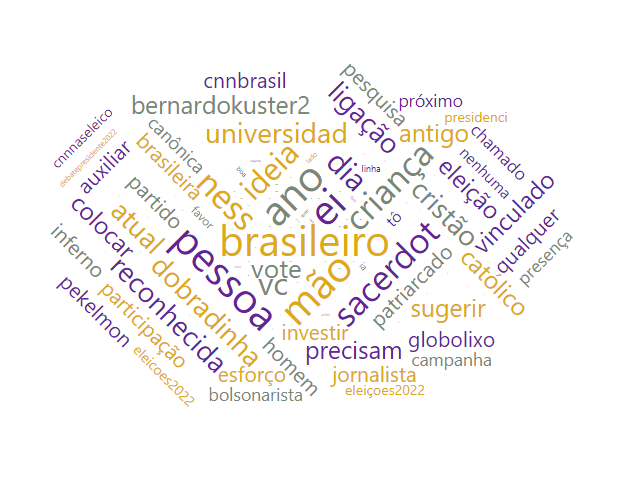 cnnbrasil
pesquisa
bernardokuster2
ligação
próximo
presidenci
cnnnaseleico
debatepresidente2022
canônica
universidad
antigo
chamado
auxiliar
brasileira
ideia
dia
linha
nenhuma
partido
ness
ano
ei
criança
cristão
eleição
vinculado
favor
tô
qualquer
colocar
atual
brasileiro
sacerdot
presença
inferno
pessoa
vote
vc
mão
patriarcado
católico
reconhecida
dobradinha
pekelmon
participação
sugerir
investir
homem
precisam
globolixo
eleicoes2022
esforço
jornalista
campanha
bolsonarista
eleiçoes2022